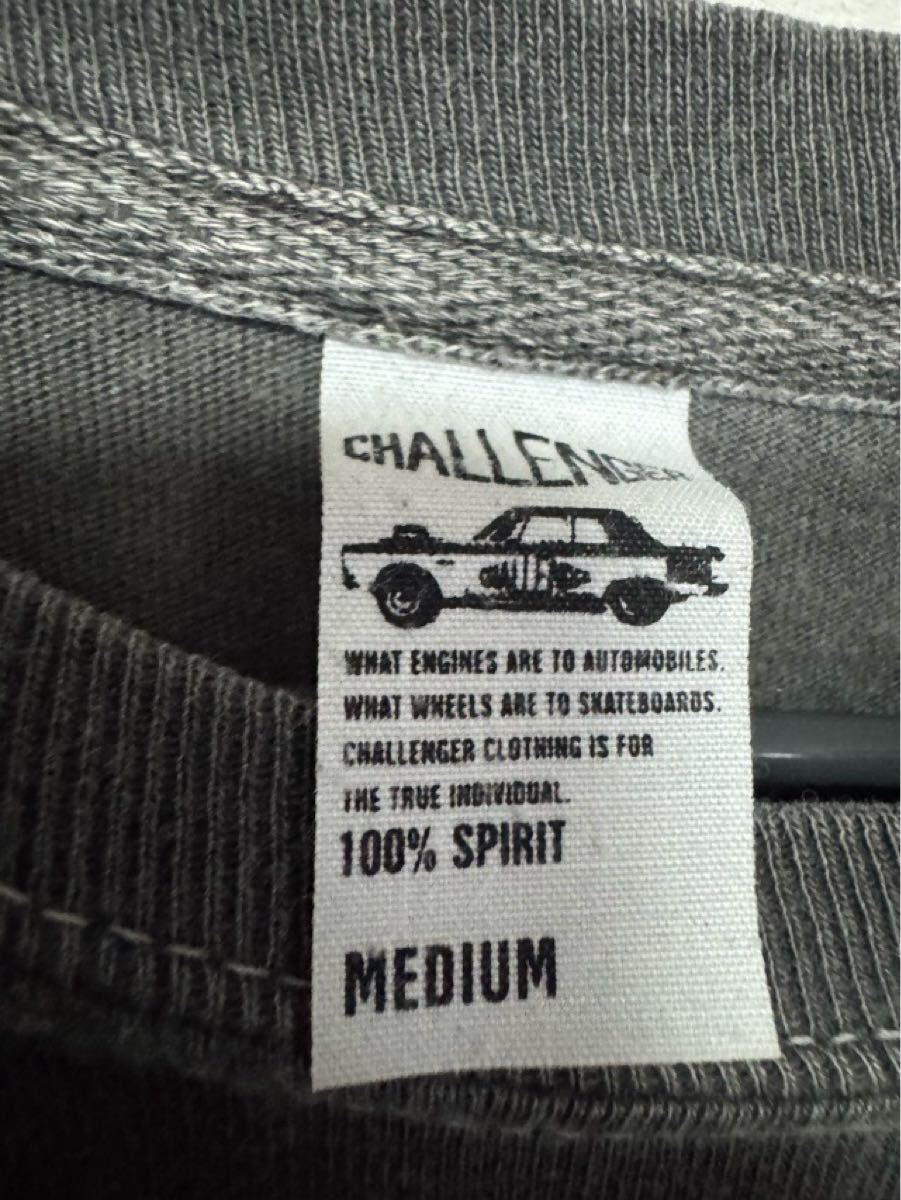 CHALLENGER
CHALLENGER
WHAT ENGINES ARE TO AUTOMOBILES.
WHAT WHEELS ARE TO SKATEBOARDS.
CHALLENGER CLOTHING IS FOR
THE TRUE INDIVIDUAL.
100% SPIRIT
MEDIUM